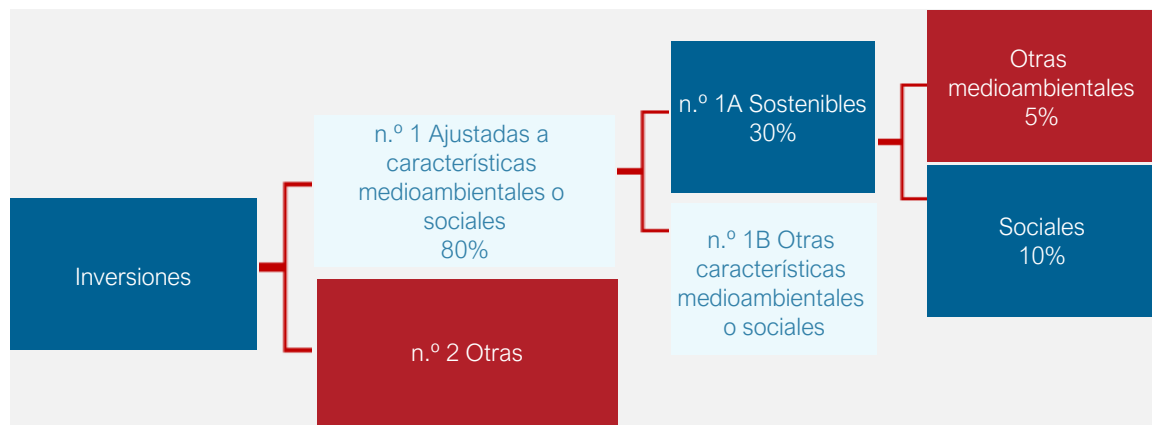 Inversiones
n.º 1 Ajustadas a
características
medioambientales o
sociales
80%
n.º 2 Otras
n.º 1A Sostenibles
30%
n.º 1B Otras
características
medioambientales
o sociales
Otras
medioambientales
5%
Sociales
10%